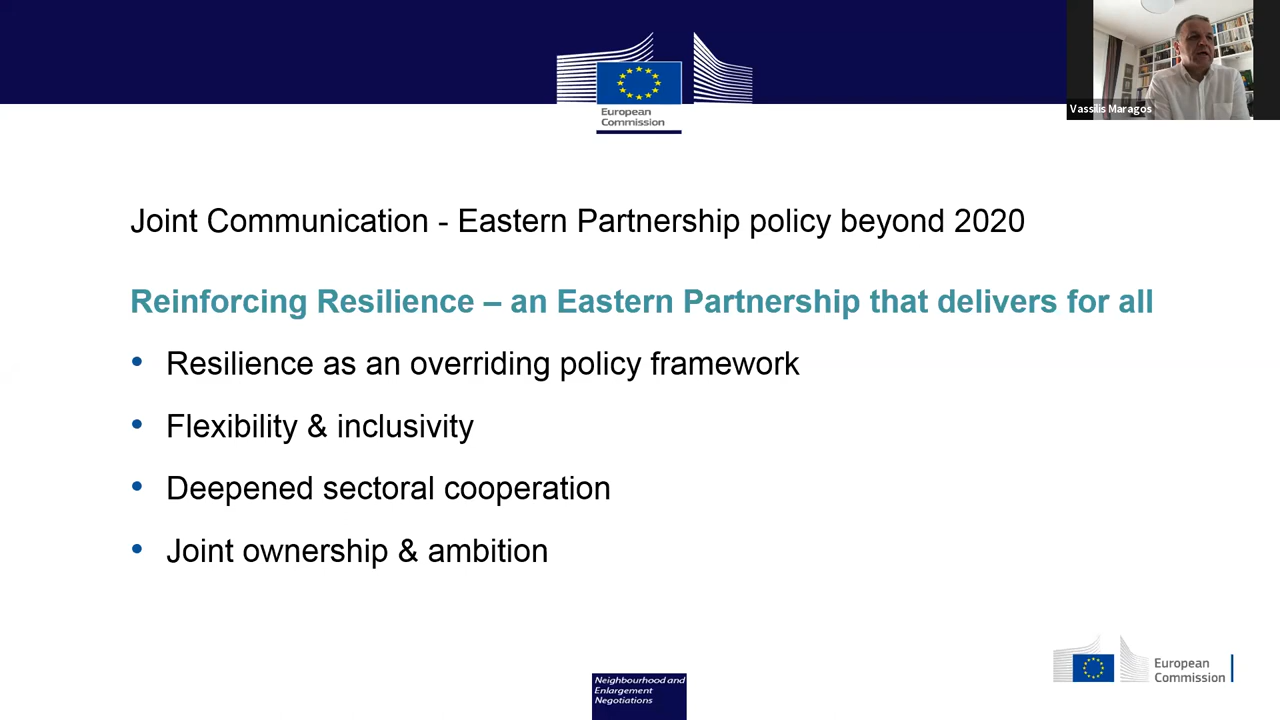 European
Commission
Vassilis Maragos
Joint Communication - Eastern Partnership policy beyond 2020
Reinforcing Resilience – an Eastern Partnership that delivers for all
• Resilience as an overriding policy framework
• Flexibility & inclusivity
• Deepened sectoral cooperation
• Joint ownership & ambition
European
Commission
Neighbourhood and
Enlargement
Negotiations